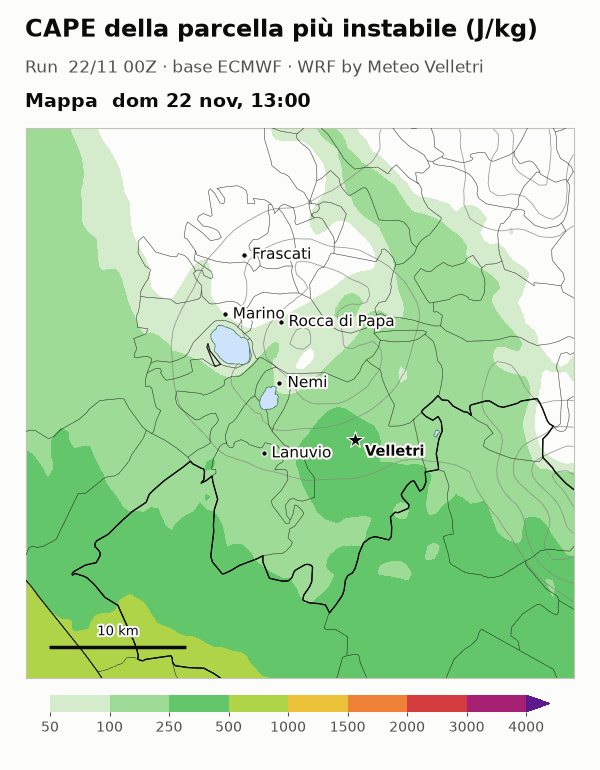 CAPE della parcella più instabile (J/kg)
Run  22/11 00Z · base ECMWF · WRF by Meteo Velletri
Mappa  dom 22 nov, 13:00
Frascati
Marino
Rocca di Papa
Nemi
Velletri
Lanuvio
10 km
50 100 250 500 1000 1500 2000 3000 4000